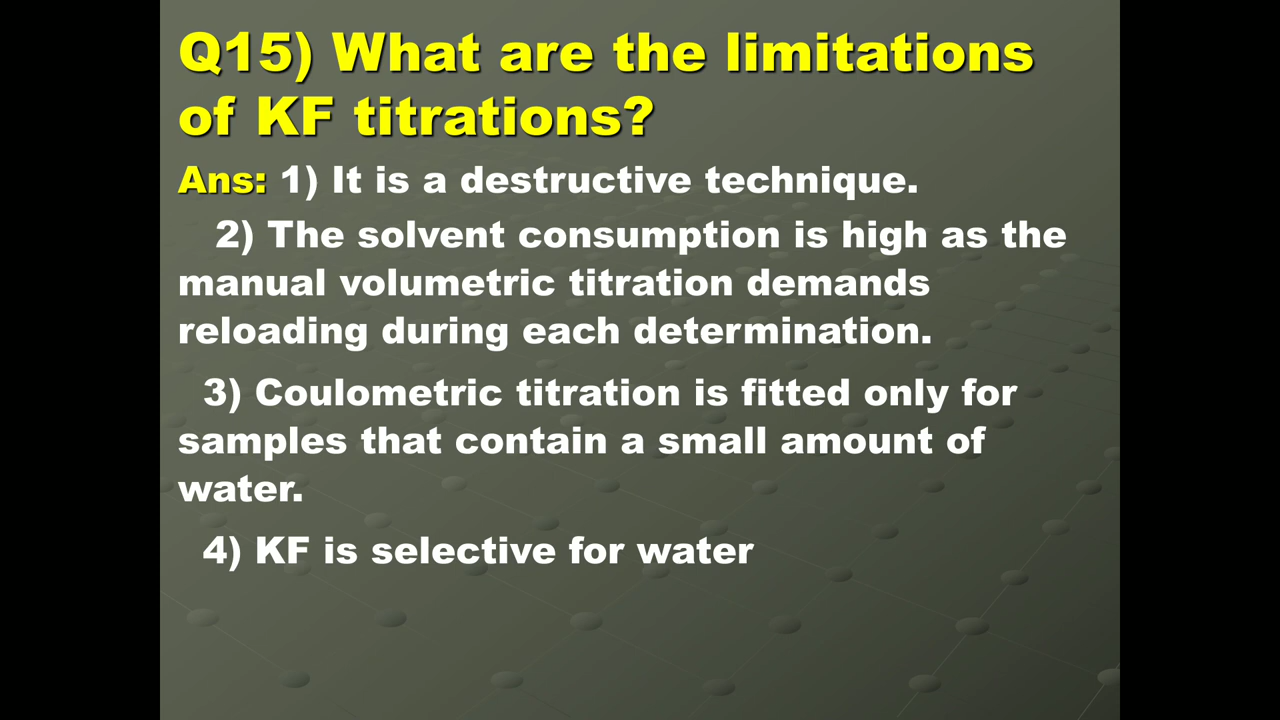 Q15) What are the limitations
of KF titrations?
Ans: 1) It is a destructive technique.
2) The solvent consumption is high as the
manual volumetric titration demands
reloading during each determination.
3) Coulometric titration is fitted only for
samples that contain a small amount of
water.
4) KF is selective for water